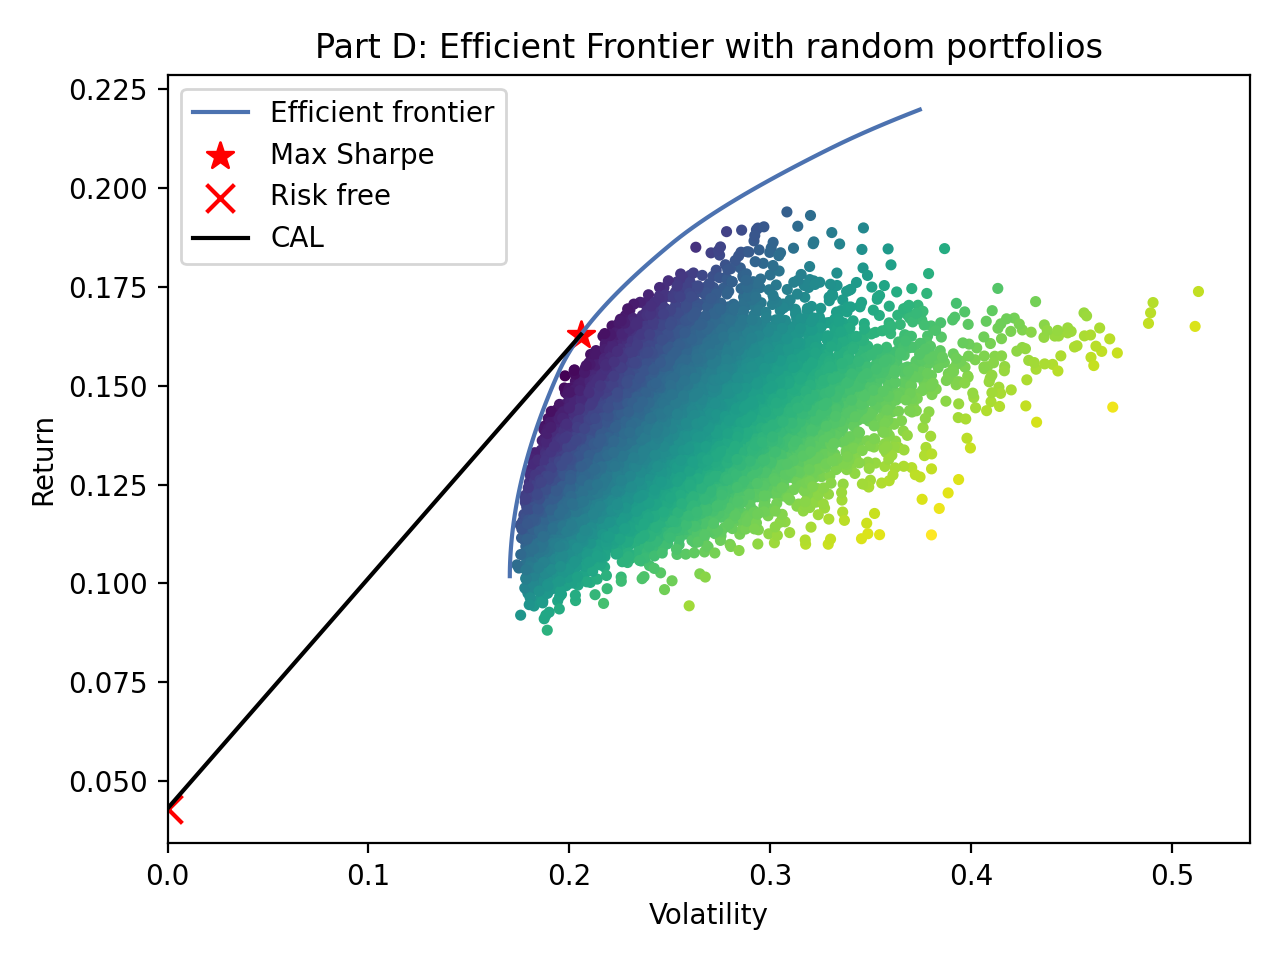 Part D: Efficient Frontier with random portfolios
Efficient frontier
Max Sharpe
Risk free
CAL
0.225
0.200
0.175
0.150
0.125
0.100
0.075
0.050
Return
0.0 0.1 0.2 0.3 0.4 0.5
Volatility